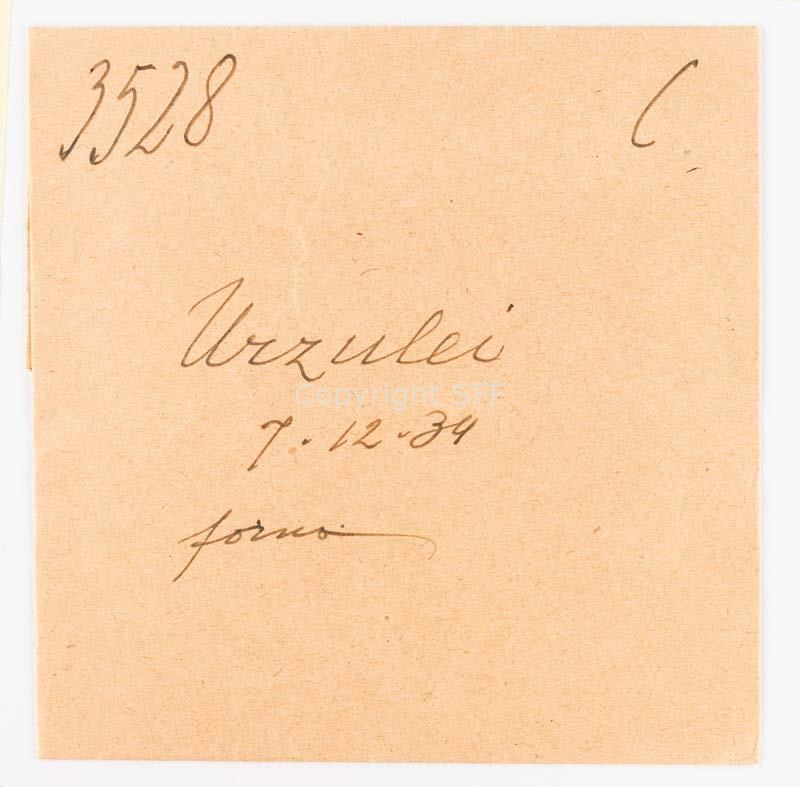 3528 C
Urzulei
Copyright SFF
7.12.34
forno